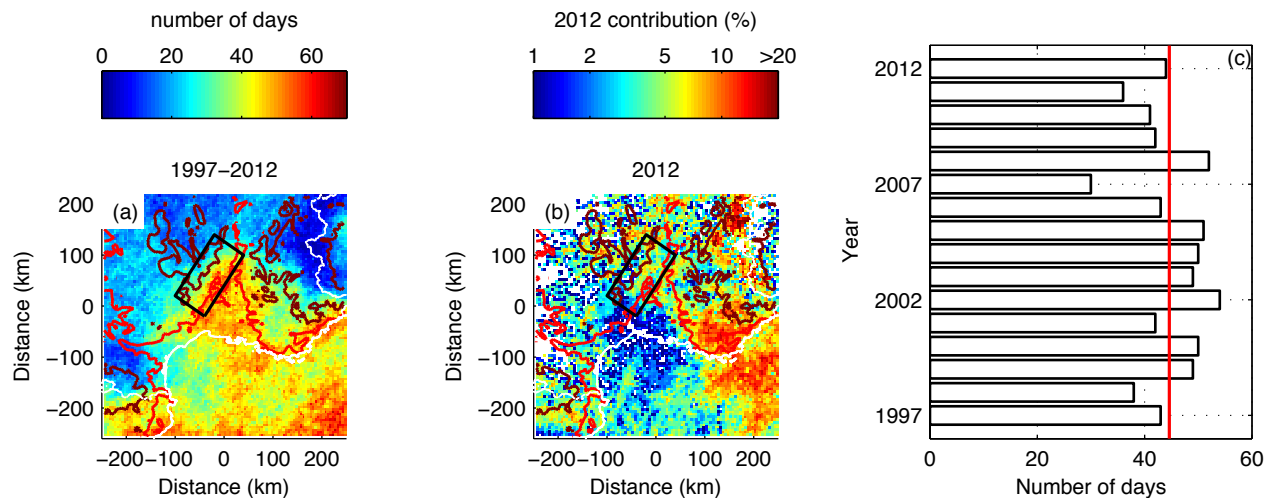 number of days
0 20 40 60
1997−2012
(a)
200
100
0
−100
−200
Distance (km)
−200−100 0 100 200
Distance (km)
2012 contribution (%)
1 2 5 10 >20
2012
(b)
200
100
0
−100
−200
Distance (km)
−200−100 0 100 200
Distance (km)
(c)
2012
2007
2002
1997
Year
0 20 40 60
Number of days